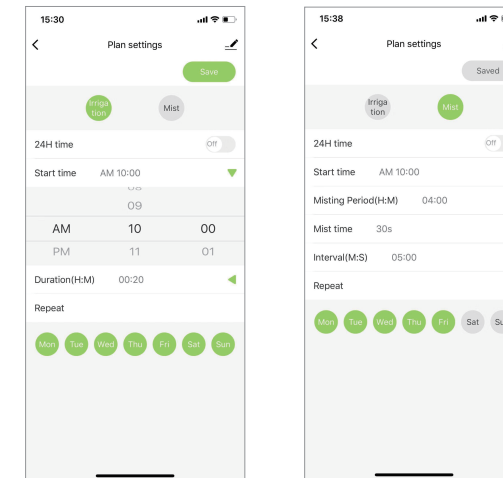 15:30
Plan settings
Save
Irriga
tion
Mist
24H time
Off
Start time AM 10:00
08
09
AM 10 00
PM 11 01
Duration(H:M) 00:20
Repeat
Mon Tue Wed Thu Fri Sat Sun
15:38
Plan settings
Saved
Irriga
tion
Mist
24H time
Off
Start time AM 10:00
Misting Period(H:M) 04:00
Mist time 30s
Interval(M:S) 05:00
Repeat
Mon Tue Wed Thu Fri Sat Su